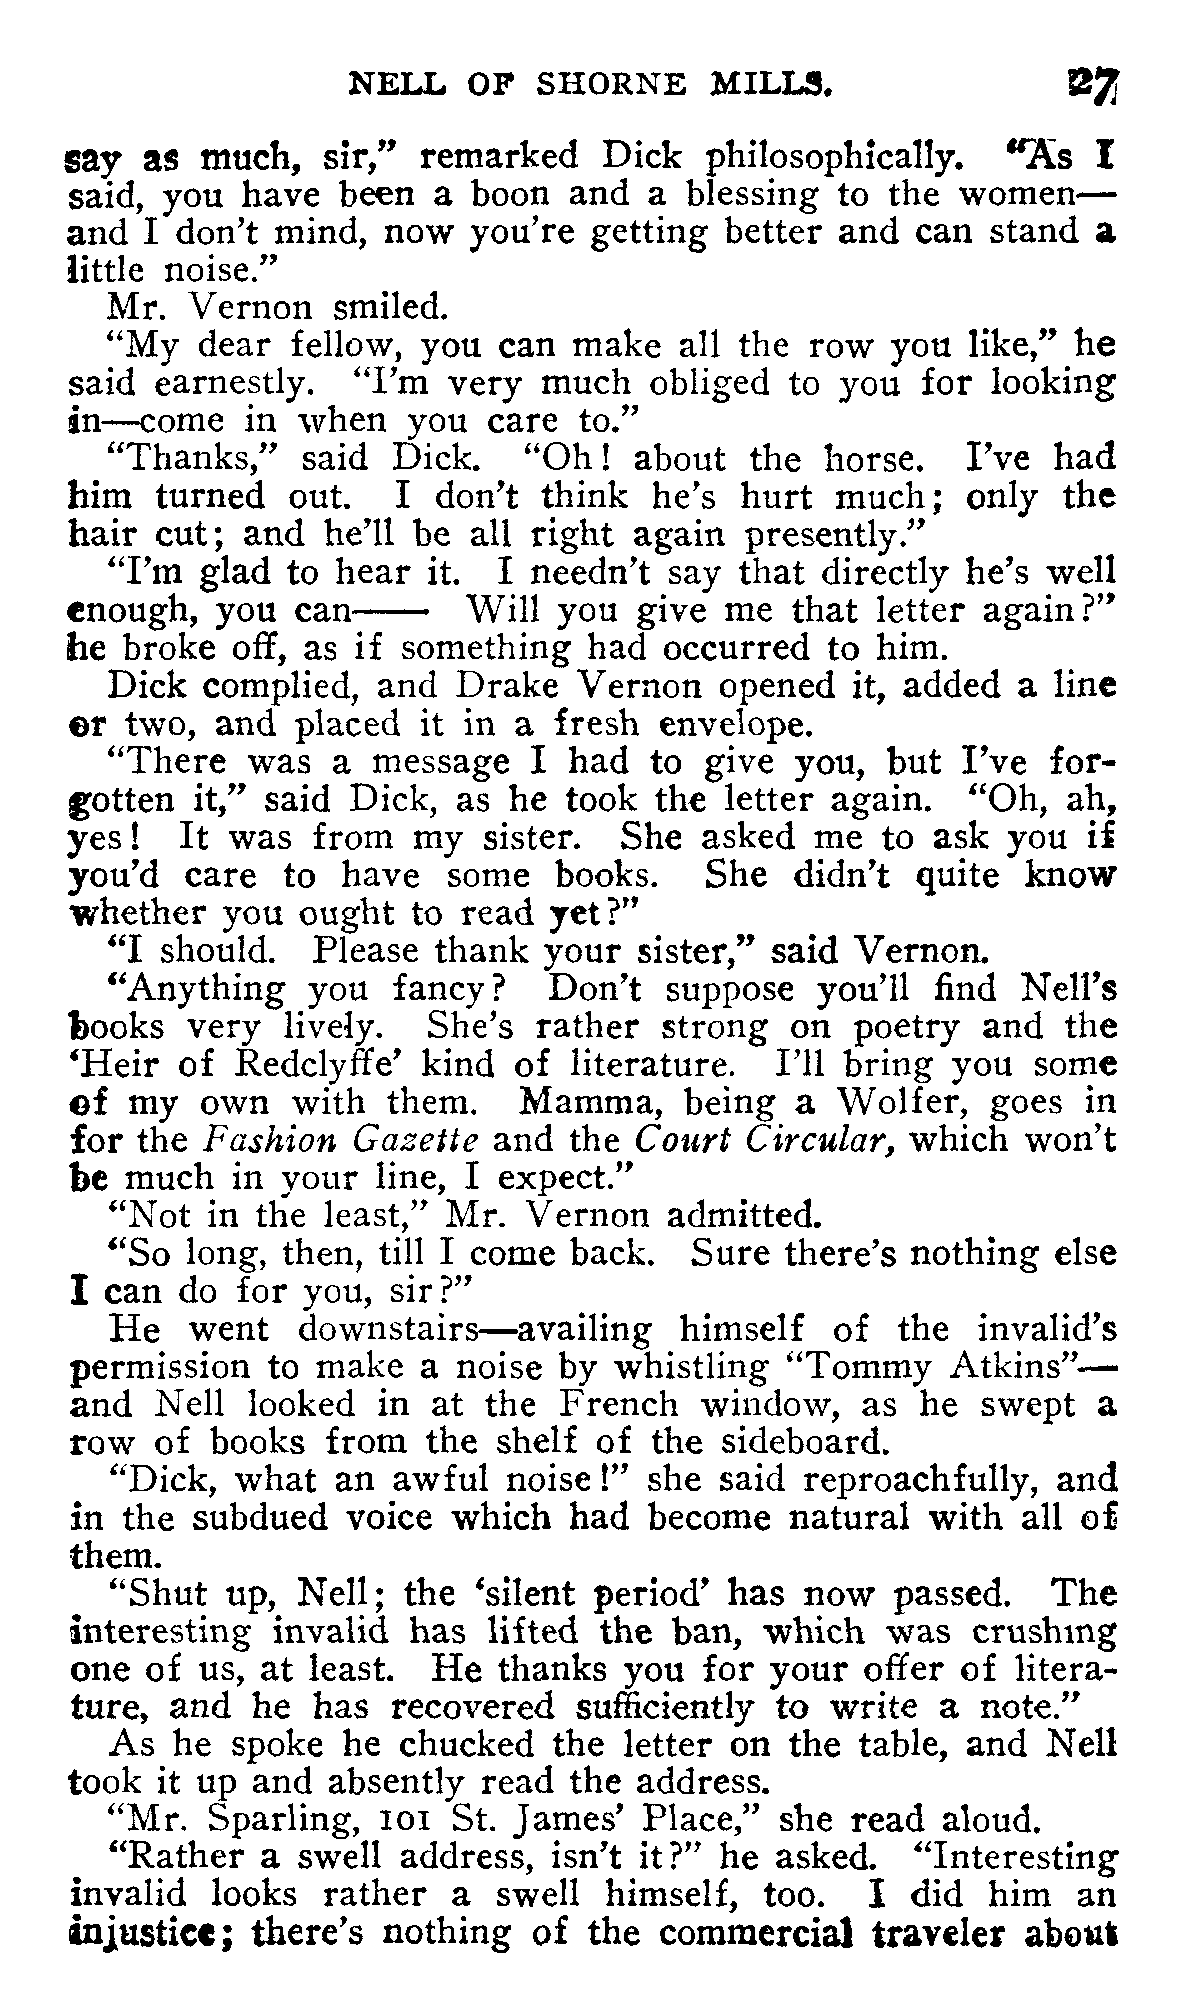 NELL OF SHORNE MILLS. 27
say as much, sir,” remarked Dick philosophically. “As I
said, you have been a boon and a blessing to the women—
and I don’t mind, now you’re getting better and can stand a
little noise.”
Mr. Vernon smiled.
“My dear fellow, you can make all the row you like,” he
said earnestly. “I’m very much obliged to you for looking
in—come in when you care to.”
“Thanks,” said Dick. “Oh! about the horse. I’ve had
him turned out. I don’t think he’s hurt much; only the
hair cut; and he’ll be all right again presently.”
“I’m glad to hear it. I needn’t say that directly he’s well
enough, you can—— Will you give me that letter again?”
he broke off, as if something had occurred to him.
Dick complied, and Drake Vernon opened it, added a line
or two, and placed it in a fresh envelope.
“There was a message I had to give you, but I’ve for-
gotten it,” said Dick, as he took the letter again. “Oh, ah,
yes! It was from my sister. She asked me to ask you if
you’d care to have some books. She didn’t quite know
whether you ought to read yet?”
“I should. Please thank your sister,” said Vernon.
“Anything you fancy? Don’t suppose you’ll find Nell’s
books very lively. She’s rather strong on poetry and the
‘Heir of Redclyffe’ kind of literature. I’ll bring you some
of my own with them. Mamma, being a Wolfer, goes in
for the Fashion Gazette and the Court Circular, which won’t
be much in your line, I expect.”
“Not in the least,” Mr. Vernon admitted.
“So long, then, till I come back. Sure there’s nothing else
I can do for you, sir?”
He went downstairs—availing himself of the invalid’s
permission to make a noise by whistling “Tommy Atkins”—
and Nell looked in at the French window, as he swept a
row of books from the shelf of the sideboard.
“Dick, what an awful noise!” she said reproachfully, and
in the subdued voice which had become natural with all of
them.
“Shut up, Nell; the ‘silent period’ has now passed. The
interesting invalid has lifted the ban, which was crushing
one of us, at least. He thanks you for your offer of litera-
ture, and he has recovered sufficiently to write a note.”
As he spoke he chucked the letter on the table, and Nell
took it up and absently read the address.
“Mr. Sparling, 101 St. James’ Place,” she read aloud.
“Rather a swell address, isn’t it?” he asked. “Interesting
invalid looks rather a swell himself, too. I did him an
injustice; there’s nothing of the commercial traveler about